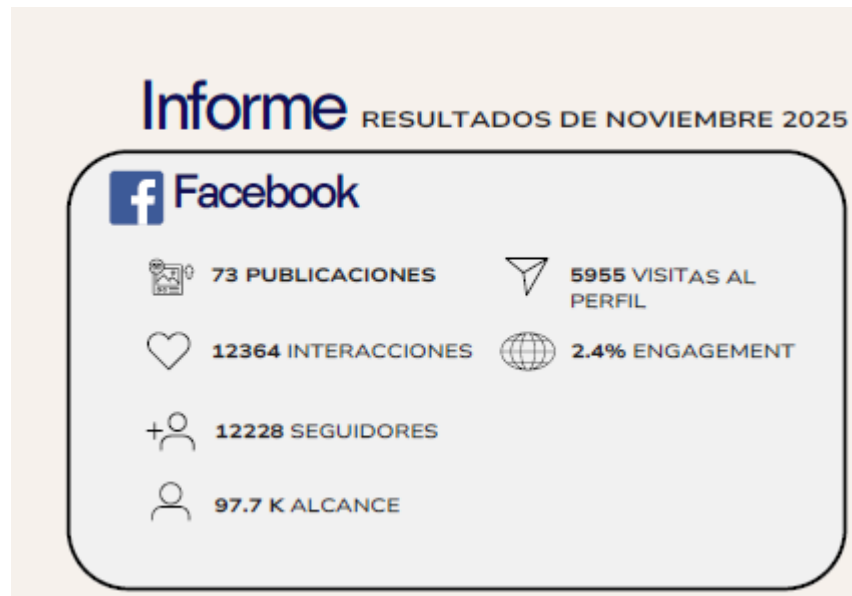 Informe RESULTADOS DE NOVIEMBRE 2025
Facebook
73 PUBLICACIONES
5955 VISITAS AL
PERFIL
12364 INTERACCIONES
2.4% ENGAGEMENT
12228 SEGUIDORES
97.7 K ALCANCE